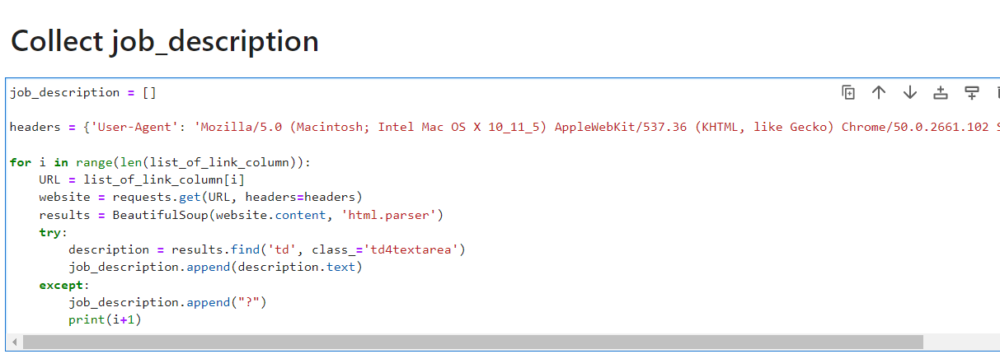 Collect job_description
job_description = []
headers = {'User-Agent': 'Mozilla/5.0 (Macintosh; Intel Mac OS X 10_11_5) AppleWebKit/537.36 (KHTML, like Gecko) Chrome/50.0.2661.102
for i in range(len(list_of_link_column)):
    URL = list_of_link_column[i]
    website = requests.get(URL, headers=headers)
    results = BeautifulSoup(website.content, 'html.parser')
    try:
        description = results.find('td', class_='td4textarea')
        job_description.append(description.text)
    except:
        job_description.append("?")
        print(i+1)